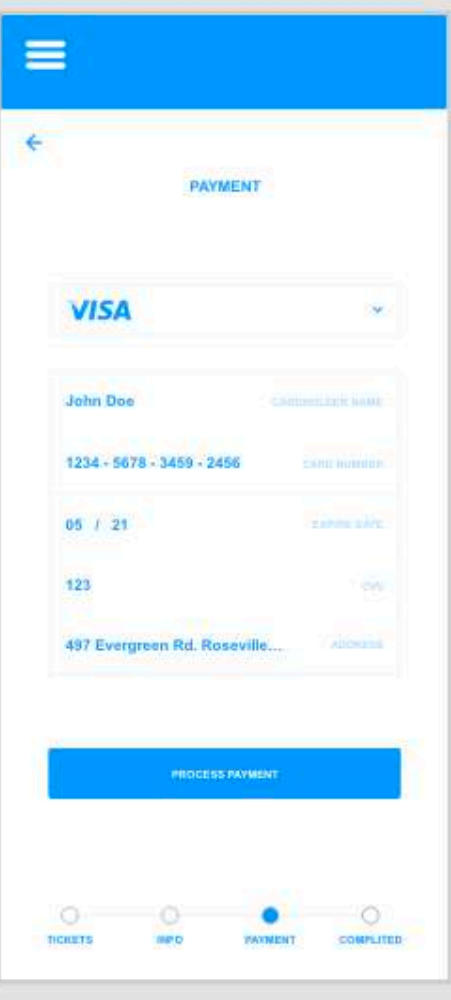 PAYMENT
VISA
John Doe CARDHOLDER NAME
1234 - 5678 - 3459 - 2456 CARD NUMBER
05 / 21 EXPIRE DATE
123 CVV
497 Evergreen Rd. Roseville... ADDRESS
PROCESS PAYMENT
TICKETS INFO PAYMENT COMPLITED